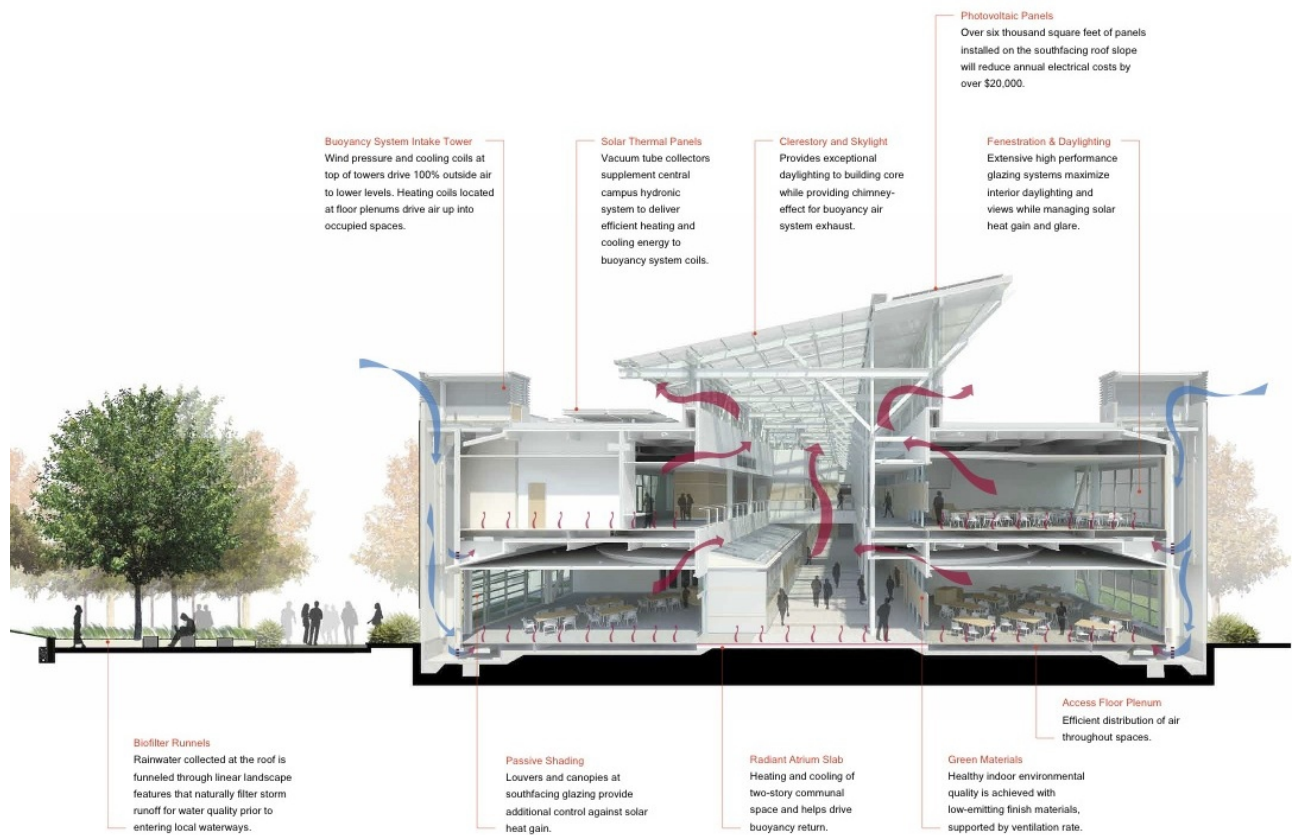 Photovoltaic Panels
Over six thousand square feet of panels
installed on the southfacing roof slope
will reduce annual electrical costs by
over $20,000.
Buoyancy System Intake Tower
Wind pressure and cooling coils at
top of towers drive 100% outside air
to lower levels. Heating coils located
at floor plenums drive air up into
occupied spaces.
Solar Thermal Panels
Vacuum tube collectors
supplement central
campus hydronic
system to deliver
efficient heating and
cooling energy to
buoyancy system coils.
Clerestory and Skylight
Provides exceptional
daylighting to building core
while providing chimney-
effect for buoyancy air
system exhaust.
Fenestration & Daylighting
Extensive high performance
glazing systems maximize
interior daylighting and
views while managing solar
heat gain and glare.
Biofilter Runnels
Rainwater collected at the roof is
funneled through linear landscape
features that naturally filter storm
runoff for water quality prior to
entering local waterways.
Passive Shading
Louvers and canopies at
southfacing glazing provide
additional control against solar
heat gain.
Radiant Atrium Slab
Heating and cooling of
two-story communal
space and helps drive
buoyancy return.
Green Materials
Healthy indoor environmental
quality is achieved with
low-emitting finish materials,
supported by ventilation rate.
Access Floor Plenum
Efficient distribution of air
throughout spaces.